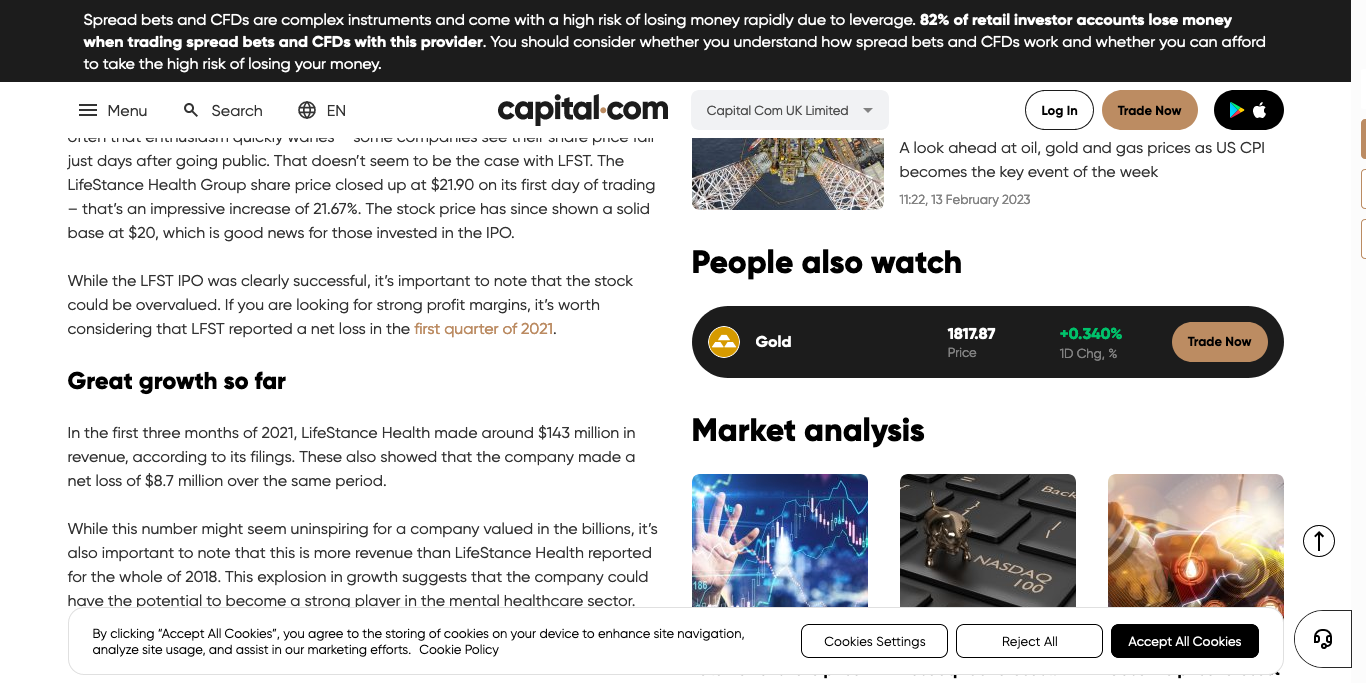 Spread bets and CFDs are complex instruments and come with a high risk of losing money rapidly due to leverage. 82% of retail investor accounts lose money
when trading spread bets and CFDs with this provider. You should consider whether you understand how spread bets and CFDs work and whether you can afford
to take the high risk of losing your money.
Menu
Search
EN
capital.com
Capital Com UK Limited
Log In
Trade Now
often that enthusiasm quickly wanes – some companies see their share price fall
just days after going public. That doesn’t seem to be the case with LFST. The
LifeStance Health Group share price closed up at $21.90 on its first day of trading
– that’s an impressive increase of 21.67%. The stock price has since shown a solid
base at $20, which is good news for those invested in the IPO.
While the LFST IPO was clearly successful, it’s important to note that the stock
could be overvalued. If you are looking for strong profit margins, it’s worth
considering that LFST reported a net loss in the first quarter of 2021.
Great growth so far
In the first three months of 2021, LifeStance Health made around $143 million in
revenue, according to its filings. These also showed that the company made a
net loss of $8.7 million over the same period.
While this number might seem uninspiring for a company valued in the billions, it’s
also important to note that this is more revenue than LifeStance Health reported
for the whole of 2018. This explosion in growth suggests that the company could
have the potential to become a strong player in the mental healthcare sector.
A look ahead at oil, gold and gas prices as US CPI
becomes the key event of the week
11:22, 13 February 2023
People also watch
Gold
1817.87
Price
+0.340%
1D Chg, %
Trade Now
Market analysis
186
Back
NASDAQ
100
By clicking “Accept All Cookies”, you agree to the storing of cookies on your device to enhance site navigation,
analyze site usage, and assist in our marketing efforts. Cookie Policy
Cookies Settings
Reject All
Accept All Cookies